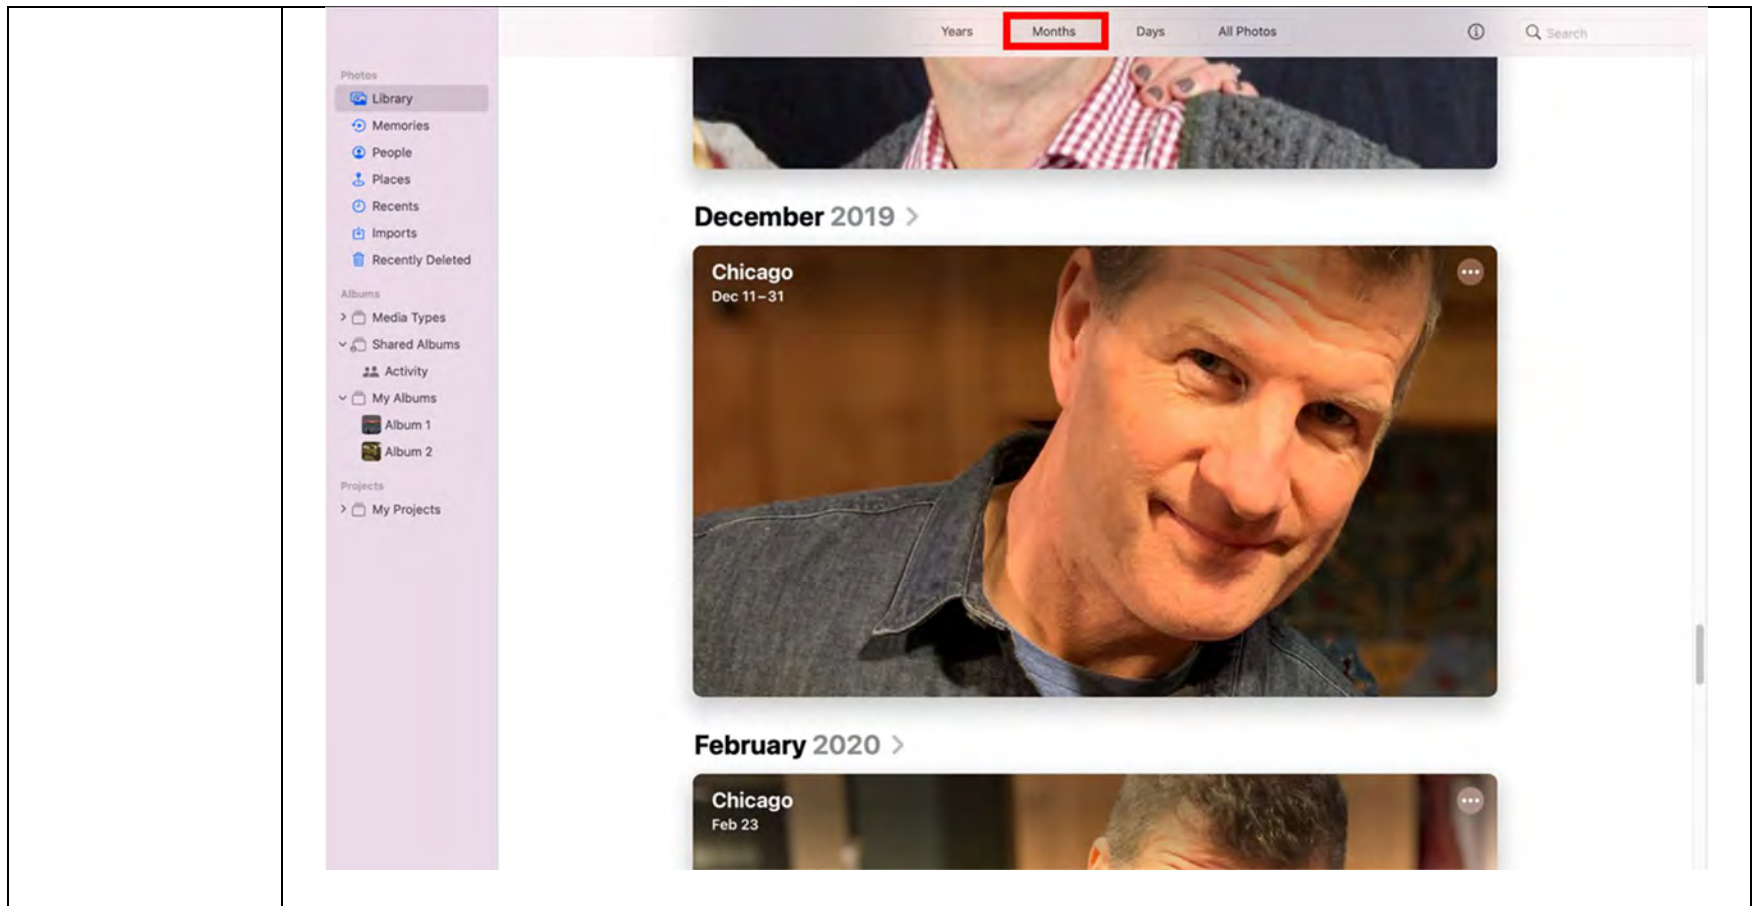 Years Months Days All Photos
Search
Photos
Library
Memories
People
Places
Recents
Imports
Recently Deleted
Albums
Media Types
Shared Albums
Activity
My Albums
Album 1
Album 2
Projects
My Projects
December 2019 >
Chicago
Dec 11–31
February 2020 >
Chicago
Feb 23